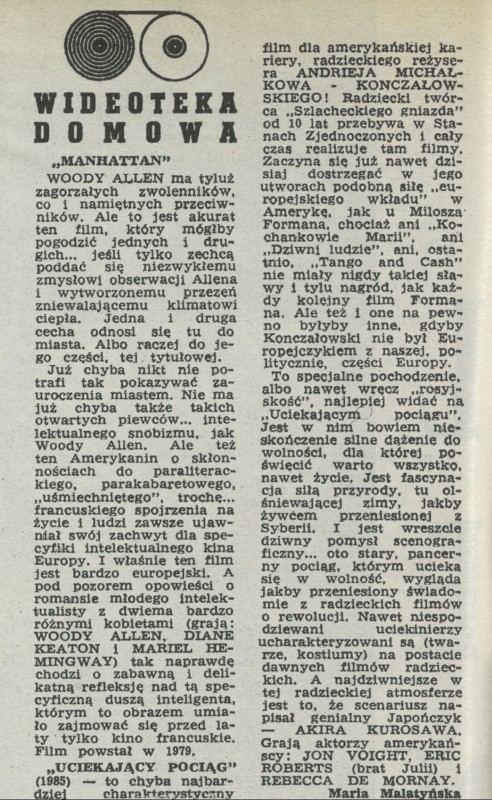 WIDEOTEKA
DOMOWA
„MANHATTAN”
WOODY ALLEN ma tyluż
zagorzałych zwolenników,
co i namiętnych przeciw-
ników. Ale to jest akurat
ten film, który mógłby
pogodzić jednych i dru-
gich... jeśli tylko zechcą
poddać się niezwykłemu
zmysłowi obserwacji Allena
i wytworzonemu przezeń
zniewalającemu klimatowi
ciepła. Jedna i druga
cecha odnosi się tu do
miasta. Albo raczej do je-
go części, tej tytułowej.
Już chyba nikt nie po-
trafi tak pokazywać za-
uroczenia miastem. Nie ma
już chyba także takich
otwartych piewców... inte-
lektualnego snobizmu, jak
Woody Allen. Ale też
ten Amerykanin o skłon-
nościach do paraliterac-
kiego, parakabaretowego,
„uśmiechniętego”, trochę...
francuskiego spojrzenia na
życie i ludzi zawsze ujaw-
niał swój zachwyt dla spe-
cyfiki intelektualnego kina
Europy. I właśnie ten film
jest bardzo europejski. A
pod pozorem opowieści o
romansie młodego intelek-
tualisty z dwiema bardzo
różnymi kobietami (grają:
WOODY ALLEN, DIANE
KEATON i MARIEL HE-
MINGWAY) tak naprawdę
chodzi o zabawną i deli-
katną refleksję nad tą spe-
cyficzną duszą inteligenta,
którym to obrazem umia-
ło zajmować się przed la-
ty tylko kino francuskie.
Film powstał w 1979.
„UCIEKAJĄCY POCIĄG”
(1985) — to chyba najbar-
dziej charakterystyczny
film dla amerykańskiej ka-
riery, radzieckiego reżyse-
ra ANDRIEJA MICHAŁ-
KOWA - KONCZAŁOW-
SKIEGO! Radziecki twór-
ca „Szlacheckiego gniazda”
od 10 lat przebywa w Sta-
nach Zjednoczonych i cały
czas realizuje tam filmy.
Zaczyna się już nawet dzi-
siaj dostrzegać w jego
utworach podobną siłę „eu-
ropejskiego wkładu” w
Amerykę, jak u Milosza
Formana, chociaż ani „Ko-
chankowie Marii”, ani
„Dziwni ludzie”, ani, osta-
tnio, „Tango and Cash”
nie miały nigdy takiej sła-
wy i tylu nagród, jak każ-
dy kolejny film Forma-
na. Ale też i one na pew-
no byłyby inne, gdyby
Konczałowski nie był Eu-
ropejczykiem z naszej, po-
litycznie, części Europy.
To specjalne pochodzenie,
albo nawet wręcz „rosyj-
skość”, najlepiej widać na
„Uciekającym pociągu”.
Jest w nim bowiem nie-
skończenie silne dążenie do
wolności, dla której po-
święcić warto wszystko,
nawet życie. Jest fascyna-
cja siłą przyrody, tu ol-
śniewającej zimy, jakby
żywcem przeniesionej z
Syberii. I jest wreszcie
dziwny pomysł scenogra-
ficzny... oto stary, pancer-
ny pociąg, którym ucieka
się w wolność, wygląda
jakby przeniesiony świado-
mie z radzieckich filmów
o rewolucji. Nawet niespo-
dziewani uciekinierzy
ucharakteryzowani są (twa-
rze, kostiumy) na postacie
dawnych filmów radziec-
kich. A najdziwniejsze w
tej radzieckiej atmosferze
jest to, że scenariusz na-
pisał genialny Japończyk
— AKIRA KUROSAWA.
Grają aktorzy amerykań-
scy: JON VOIGHT, ERIC
ROBERTS (brat Julii) i
REBECCA DE MORNAY.
Maria Malatyńska